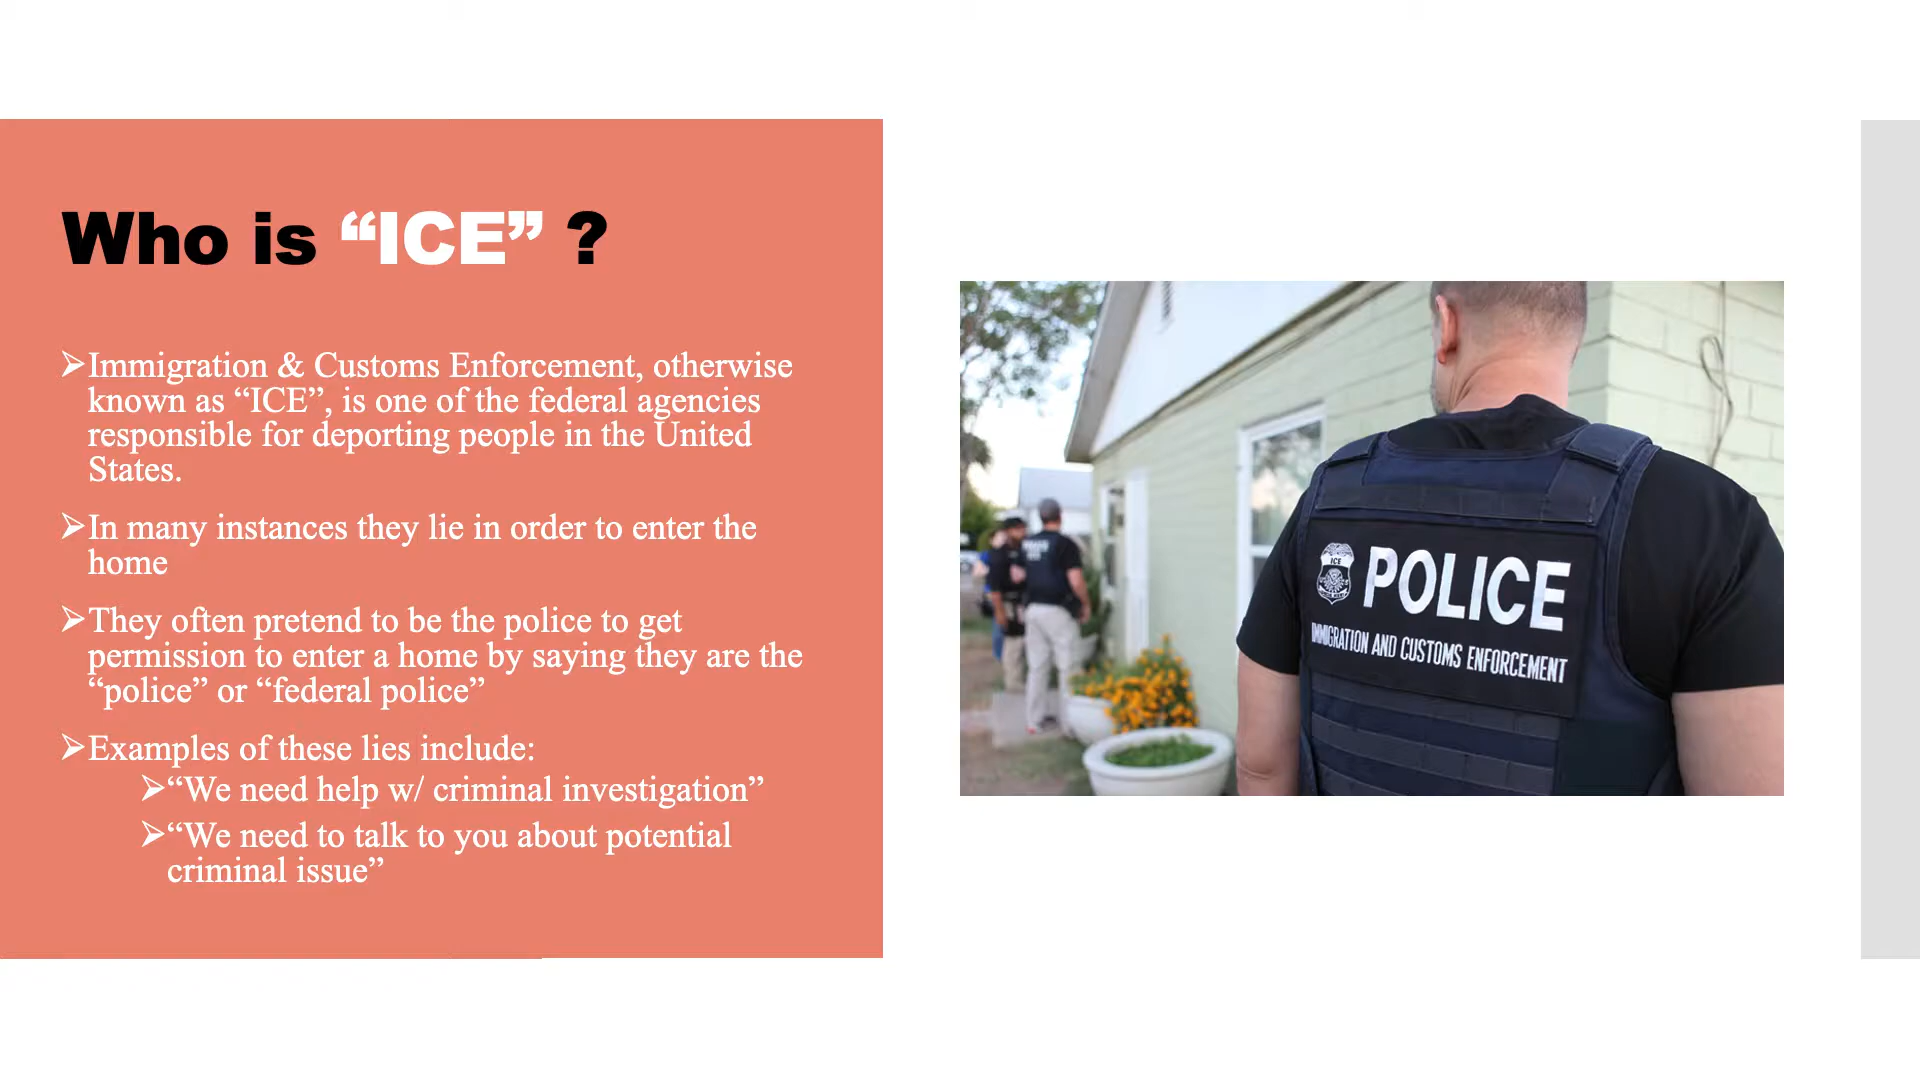 Who is “ICE” ?
➢Immigration & Customs Enforcement, otherwise
known as “ICE”, is one of the federal agencies
responsible for deporting people in the United
States.
➢In many instances they lie in order to enter the
home
➢They often pretend to be the police to get
permission to enter a home by saying they are the
“police” or “federal police”
➢Examples of these lies include:
➢“We need help w/ criminal investigation”
➢“We need to talk to you about potential
criminal issue”
ICE
POLICE
IMMIGRATION AND CUSTOMS ENFORCEMENT